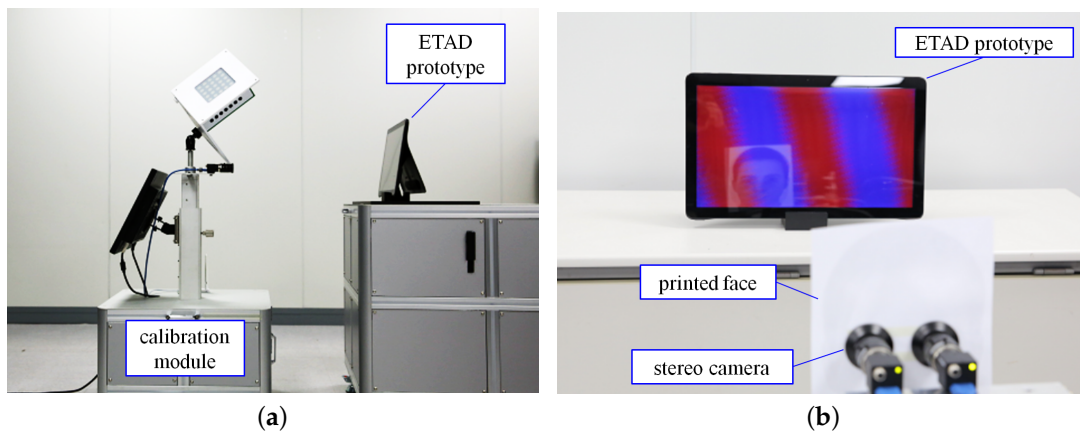 ETAD
prototype
calibration
module
(a)
ETAD prototype
printed face
stereo camera
(b)